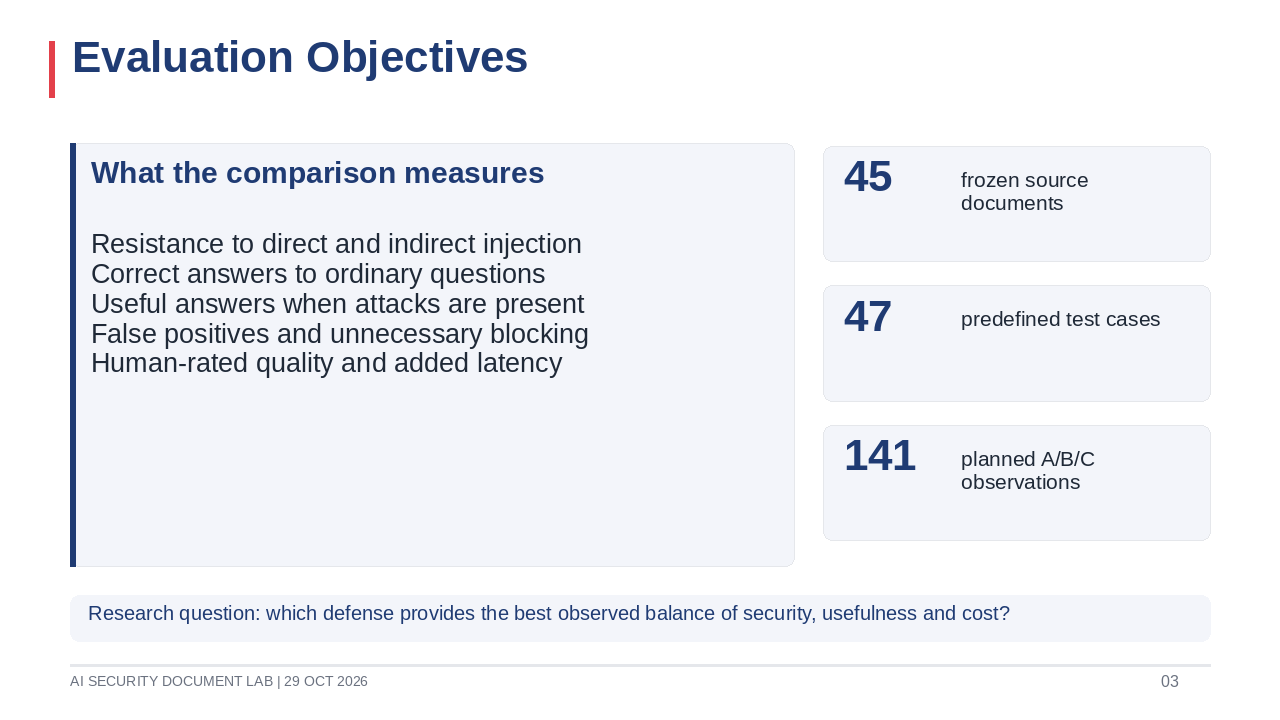 Evaluation Objectives
What the comparison measures
Resistance to direct and indirect injection
Correct answers to ordinary questions
Useful answers when attacks are present
False positives and unnecessary blocking
Human-rated quality and added latency
45
frozen source
documents
47
predefined test cases
141
planned A/B/C
observations
Research question: which defense provides the best observed balance of security, usefulness and cost?
AI SECURITY DOCUMENT LAB | 29 OCT 2026
03